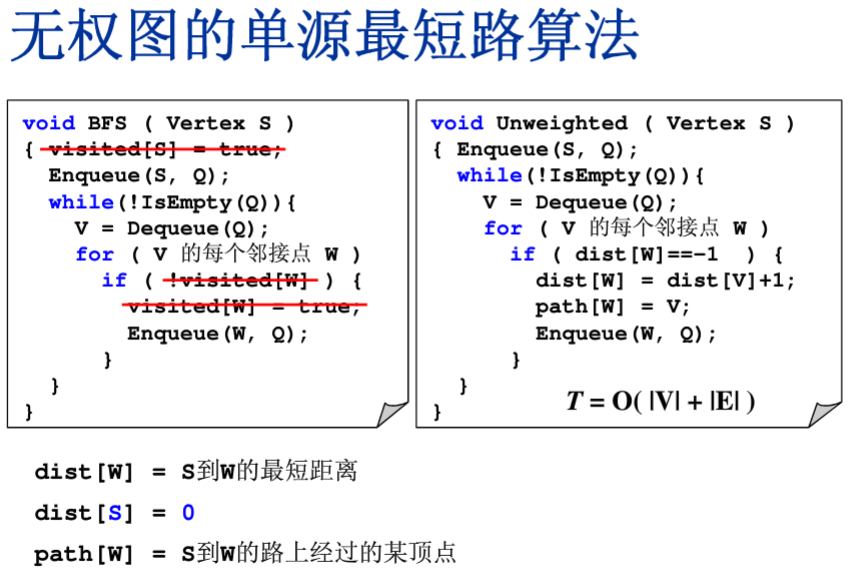 无权图的单源最短路算法
void BFS ( Vertex S )
{ visited[S] = true;
Enqueue(S, Q);
while(!IsEmpty(Q)){
V = Dequeue(Q);
for ( V 的每个邻接点 W )
if ( !visited[W] ) {
visited[W] = true;
Enqueue(W, Q);
}
}
}
void Unweighted ( Vertex S )
{ Enqueue(S, Q);
while(!IsEmpty(Q)){
V = Dequeue(Q);
for ( V 的每个邻接点 W )
if ( dist[W]==-1 ) {
dist[W] = dist[V]+1;
path[W] = V;
Enqueue(W, Q);
}
}
}
T = O( |V| + |E| )
dist[W] = S到W的最短距离
dist[S] = 0
path[W] = S到W的路上经过的某顶点